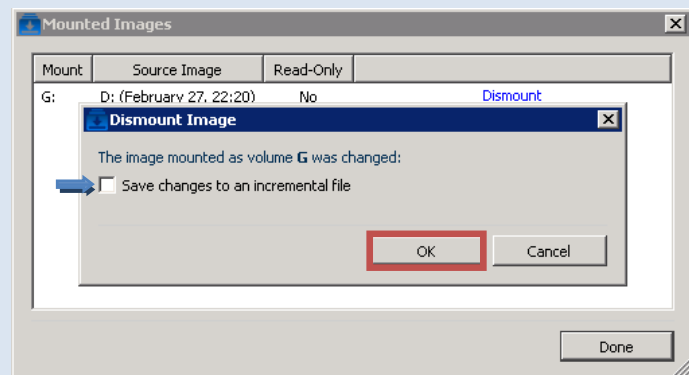 Mounted Images
Mount Source Image Read-Only
G: D: (February 27, 22:20) No Dismount
Dismount Image
The image mounted as volume G was changed:
Save changes to an incremental file
OK Cancel
Done